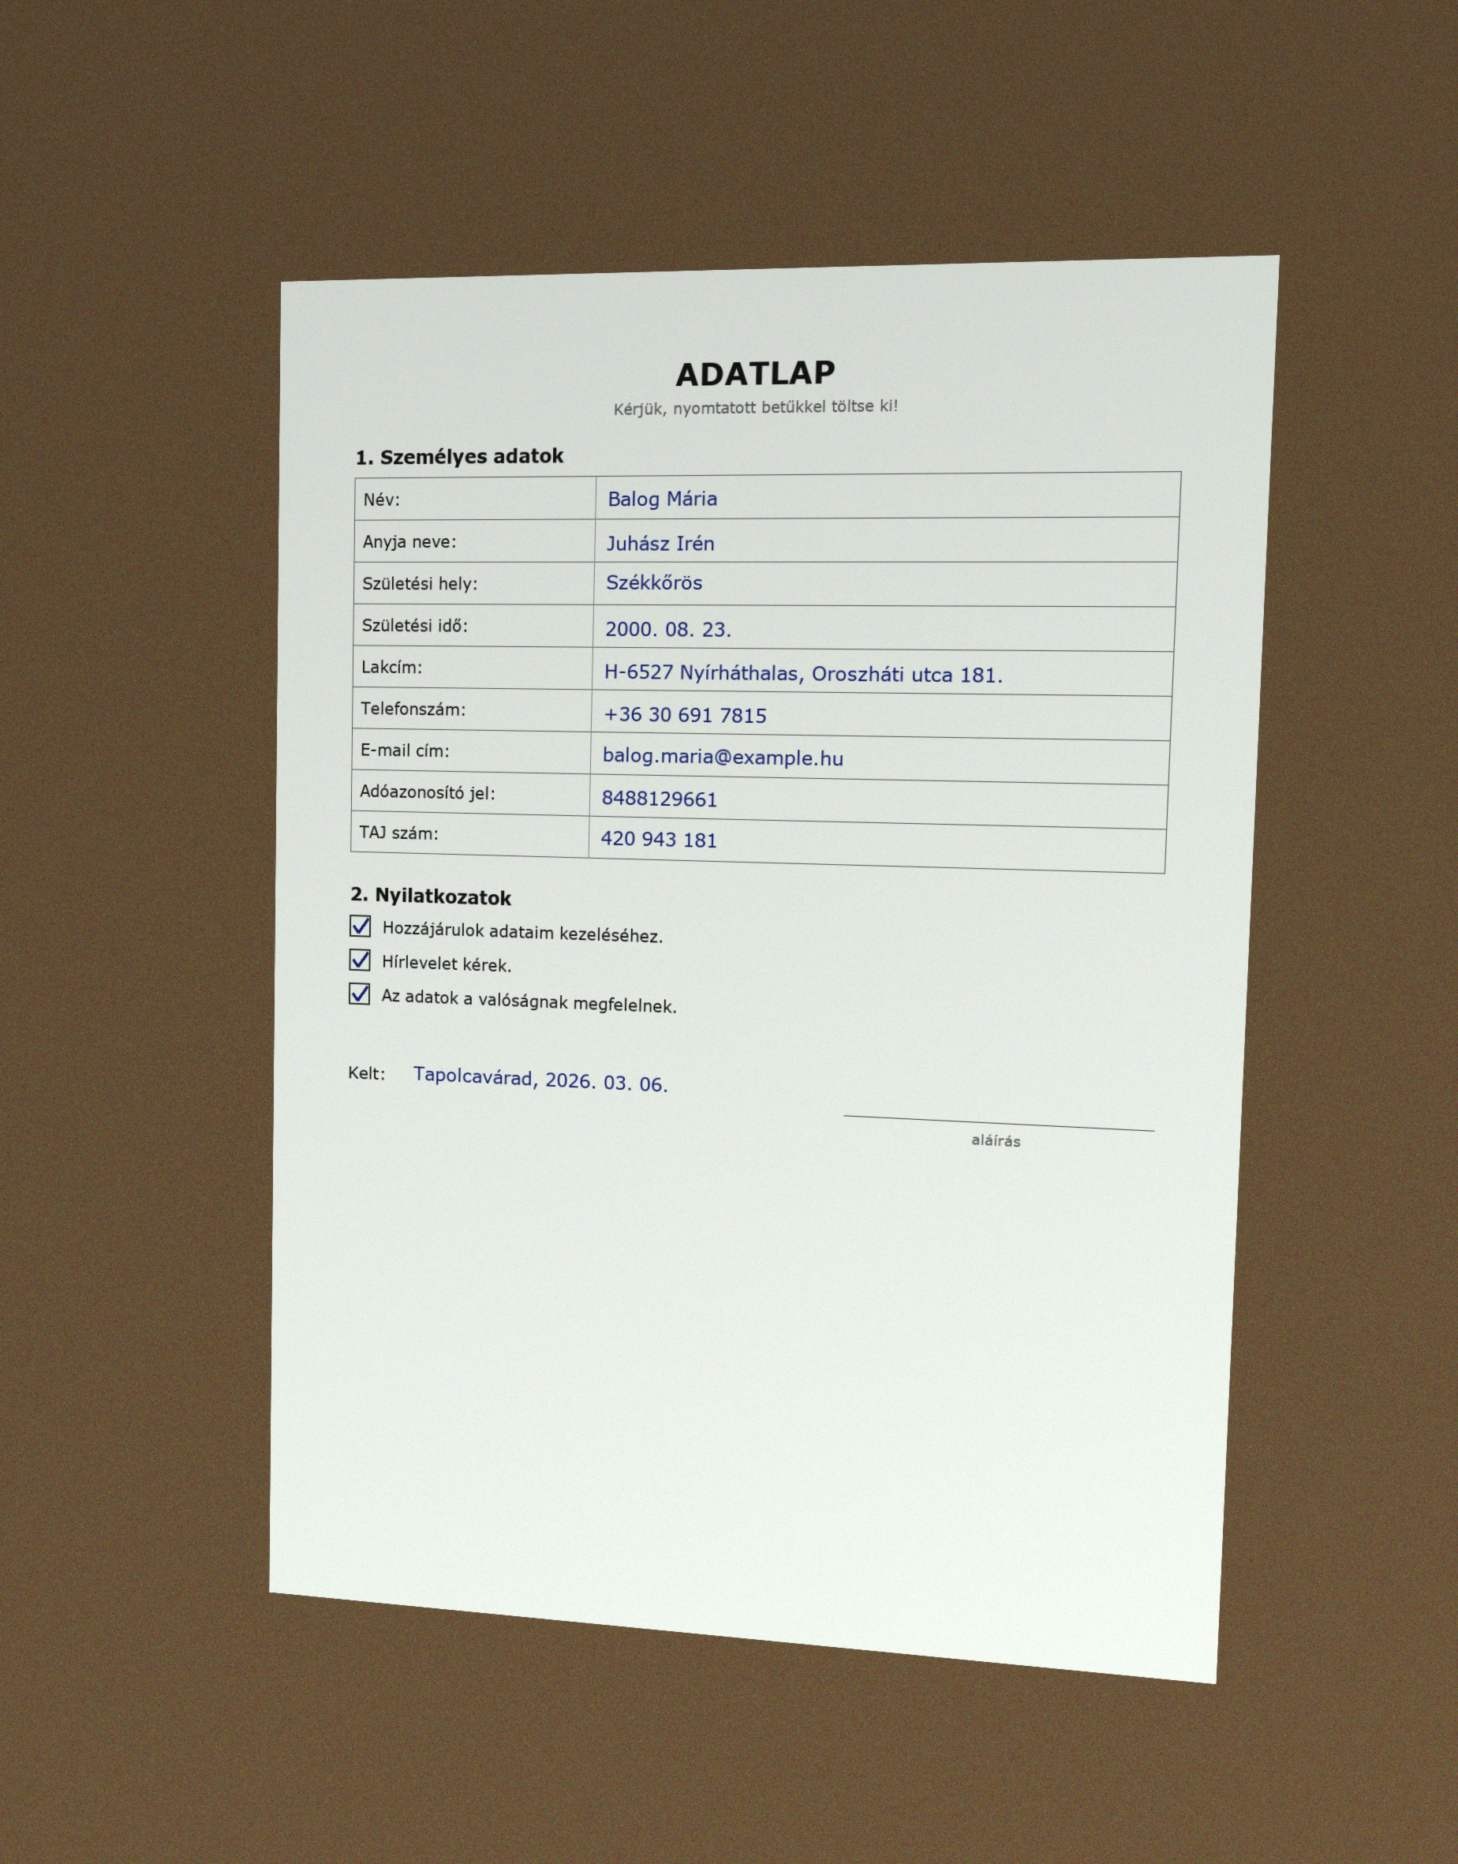 ADATLAP
Kérjük, nyomtatott betűkkel töltse ki!
1. Személyes adatok
Név: Balog Mária
Anyja neve: Juhász Irén
Születési hely: Székkőrös
Születési idő: 2000. 08. 23.
Lakcím: H-6527 Nyírháthalas, Oroszháti utca 181.
Telefonszám: +36 30 691 7815
E-mail cím: balog.maria@example.hu
Adóazonosító jel: 8488129661
TAJ szám: 420 943 181
2. Nyilatkozatok
Hozzájárulok adataim kezeléséhez.
Hírlevelet kérek.
Az adatok a valóságnak megfelelnek.
Kelt: Tapolcavárad, 2026. 03. 06.
aláírás